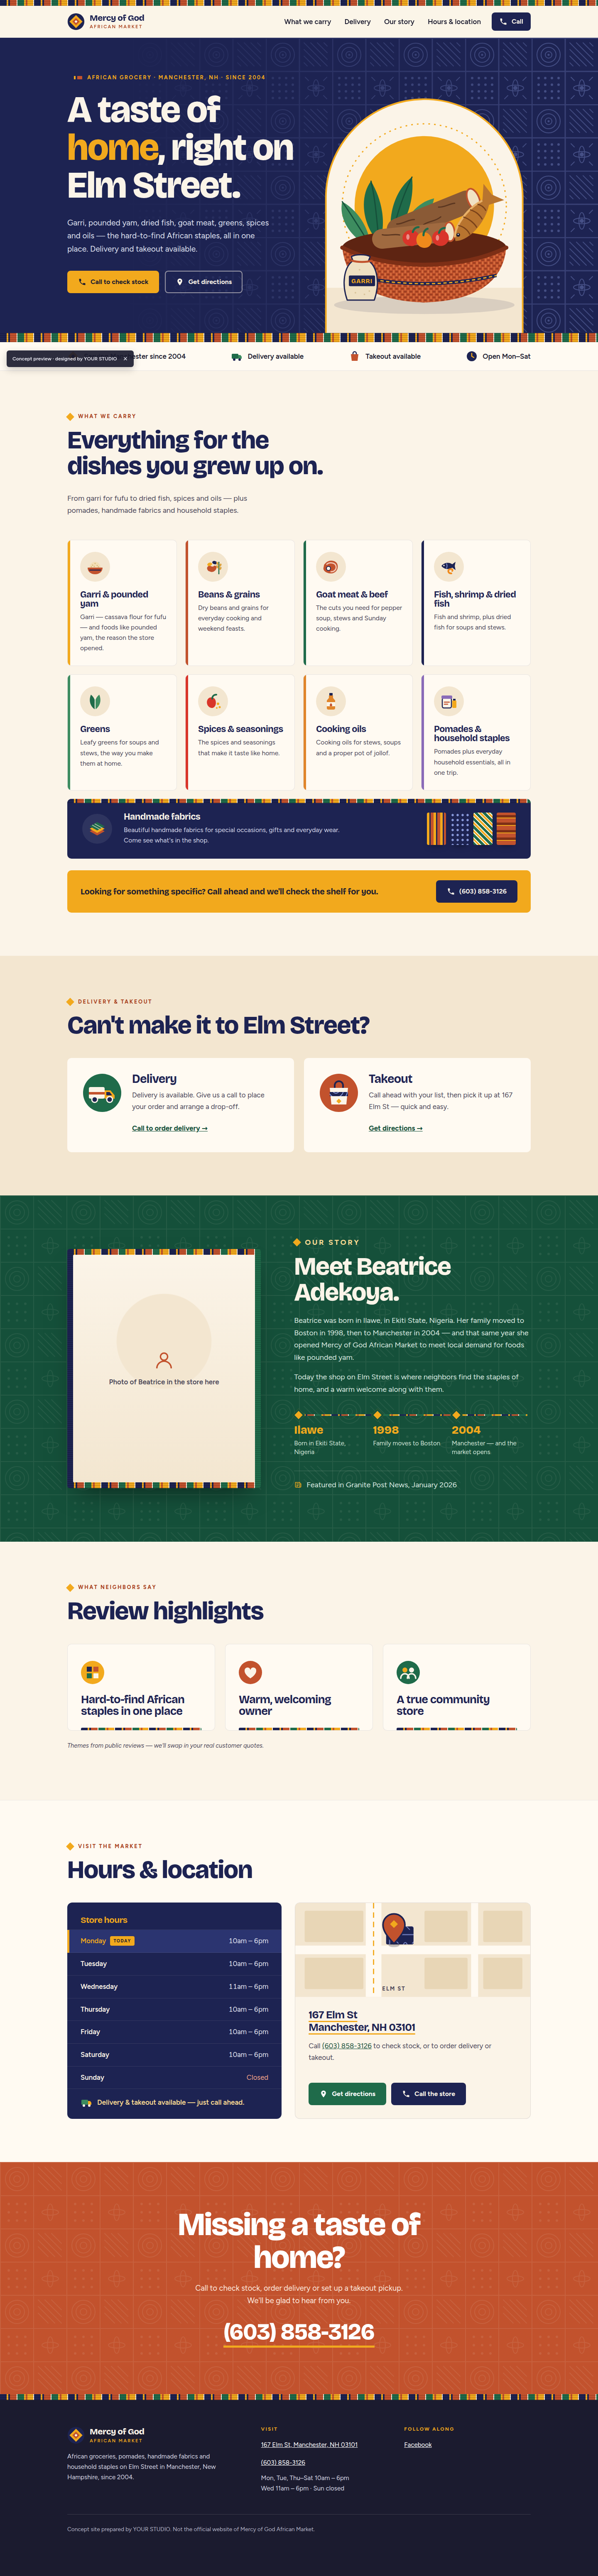 Mercy of God
AFRICAN MARKET
What we carry
Delivery
Our story
Hours & location
Call
AFRICAN GROCERY · MANCHESTER, NH · SINCE 2004
A taste of
home, right on
Elm Street.
Garri, pounded yam, dried fish, goat meat, greens, spices
and oils — the hard-to-find African staples, all in one
place. Delivery and takeout available.
Call to check stock
Get directions
GARRI
Concept preview · designed by YOUR STUDIO ×
ster since 2004
Delivery available
Takeout available
Open Mon–Sat
WHAT WE CARRY
Everything for the
dishes you grew up on.
From garri for fufu to dried fish, spices and oils — plus
pomades, handmade fabrics and household staples.
Garri & pounded
yam
Garri — cassava flour for fufu
— and foods like pounded
yam, the reason the store
opened.
Beans & grains
Dry beans and grains for
everyday cooking and
weekend feasts.
Goat meat & beef
The cuts you need for pepper
soup, stews and Sunday
cooking.
Fish, shrimp & dried
fish
Fish and shrimp, plus dried
fish for soups and stews.
Greens
Leafy greens for soups and
stews, the way you make
them at home.
Spices & seasonings
The spices and seasonings
that make it taste like home.
Cooking oils
Cooking oils for stews, soups
and a proper pot of jollof.
Pomades &
household staples
Pomades plus everyday
household essentials, all in
one trip.
Handmade fabrics
Beautiful handmade fabrics for special occasions, gifts and everyday wear.
Come see what's in the shop.
Looking for something specific? Call ahead and we'll check the shelf for you.
(603) 858-3126
DELIVERY & TAKEOUT
Can't make it to Elm Street?
Delivery
Delivery is available. Give us a call to place
your order and arrange a drop-off.
Call to order delivery →
Takeout
Call ahead with your list, then pick it up at 167
Elm St — quick and easy.
Get directions →
Photo of Beatrice in the store here
OUR STORY
Meet Beatrice
Adekoya.
Beatrice was born in Ilawe, in Ekiti State, Nigeria. Her family moved to
Boston in 1998, then to Manchester in 2004 — and that same year she
opened Mercy of God African Market to meet local demand for foods
like pounded yam.
Today the shop on Elm Street is where neighbors find the staples of
home, and a warm welcome along with them.
Ilawe
Born in Ekiti State,
Nigeria
1998
Family moves to Boston
2004
Manchester — and the
market opens
Featured in Granite Post News, January 2026
WHAT NEIGHBORS SAY
Review highlights
Hard-to-find African
staples in one place
Warm, welcoming
owner
A true community
store
Themes from public reviews — we'll swap in your real customer quotes.
VISIT THE MARKET
Hours & location
Store hours
Monday TODAY 10am – 6pm
Tuesday 10am – 6pm
Wednesday 11am – 6pm
Thursday 10am – 6pm
Friday 10am – 6pm
Saturday 10am – 6pm
Sunday Closed
Delivery & takeout available — just call ahead.
ELM ST
167 Elm St
Manchester, NH 03101
Call (603) 858-3126 to check stock, or to order delivery or
takeout.
Get directions
Call the store
Missing a taste of
home?
Call to check stock, order delivery or set up a takeout pickup.
We'll be glad to hear from you.
(603) 858-3126
Mercy of God
AFRICAN MARKET
African groceries, pomades, handmade fabrics and
household staples on Elm Street in Manchester, New
Hampshire, since 2004.
VISIT
167 Elm St, Manchester, NH 03101
(603) 858-3126
Mon, Tue, Thu–Sat 10am – 6pm
Wed 11am – 6pm · Sun closed
FOLLOW ALONG
Facebook
Concept site prepared by YOUR STUDIO. Not the official website of Mercy of God African Market.